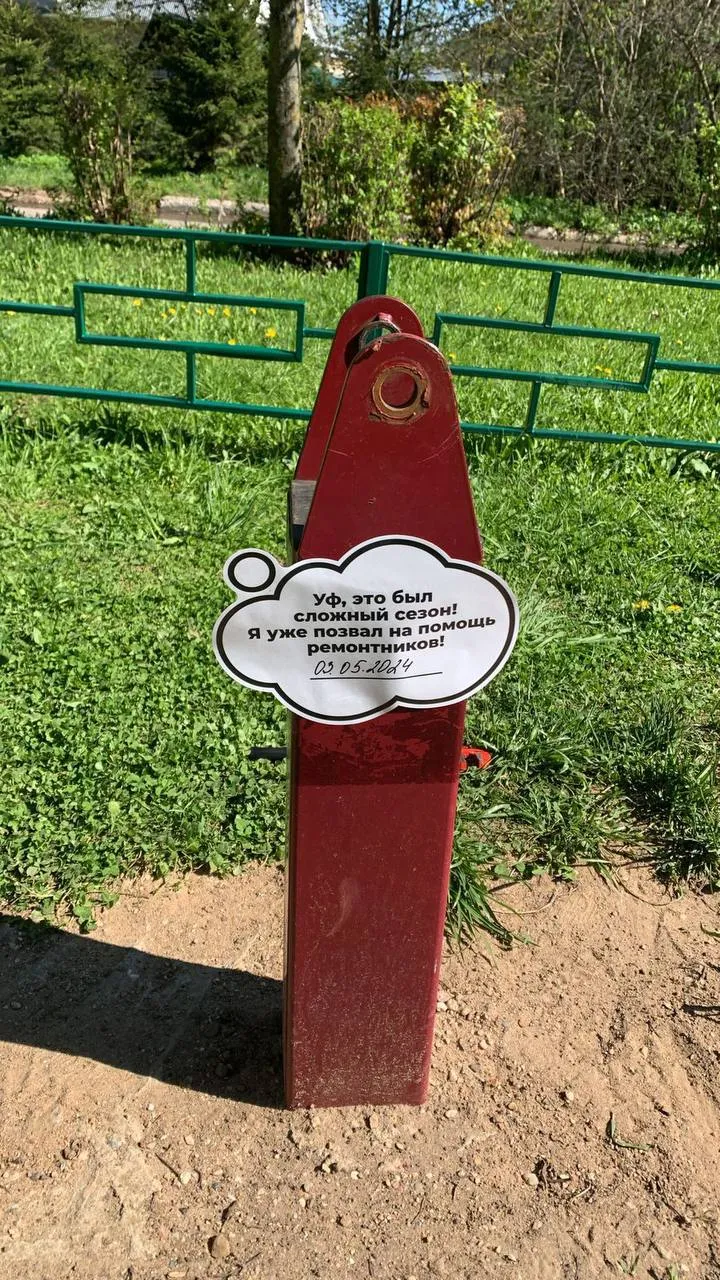 Уф, это был
сложный сезон!
Я уже позвал на помощь
ремонтников!
03.05.2024